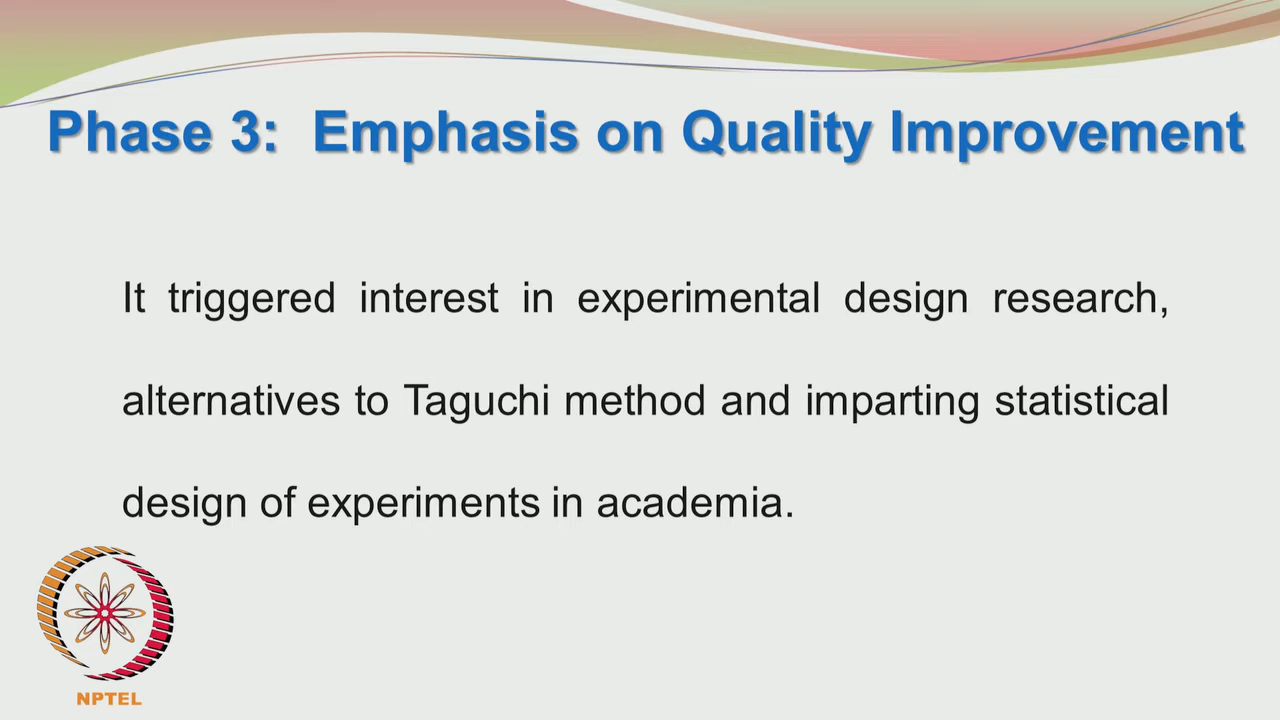 Phase 3: Emphasis on Quality Improvement
It triggered interest in experimental design research,
alternatives to Taguchi method and imparting statistical
design of experiments in academia.
NPTEL